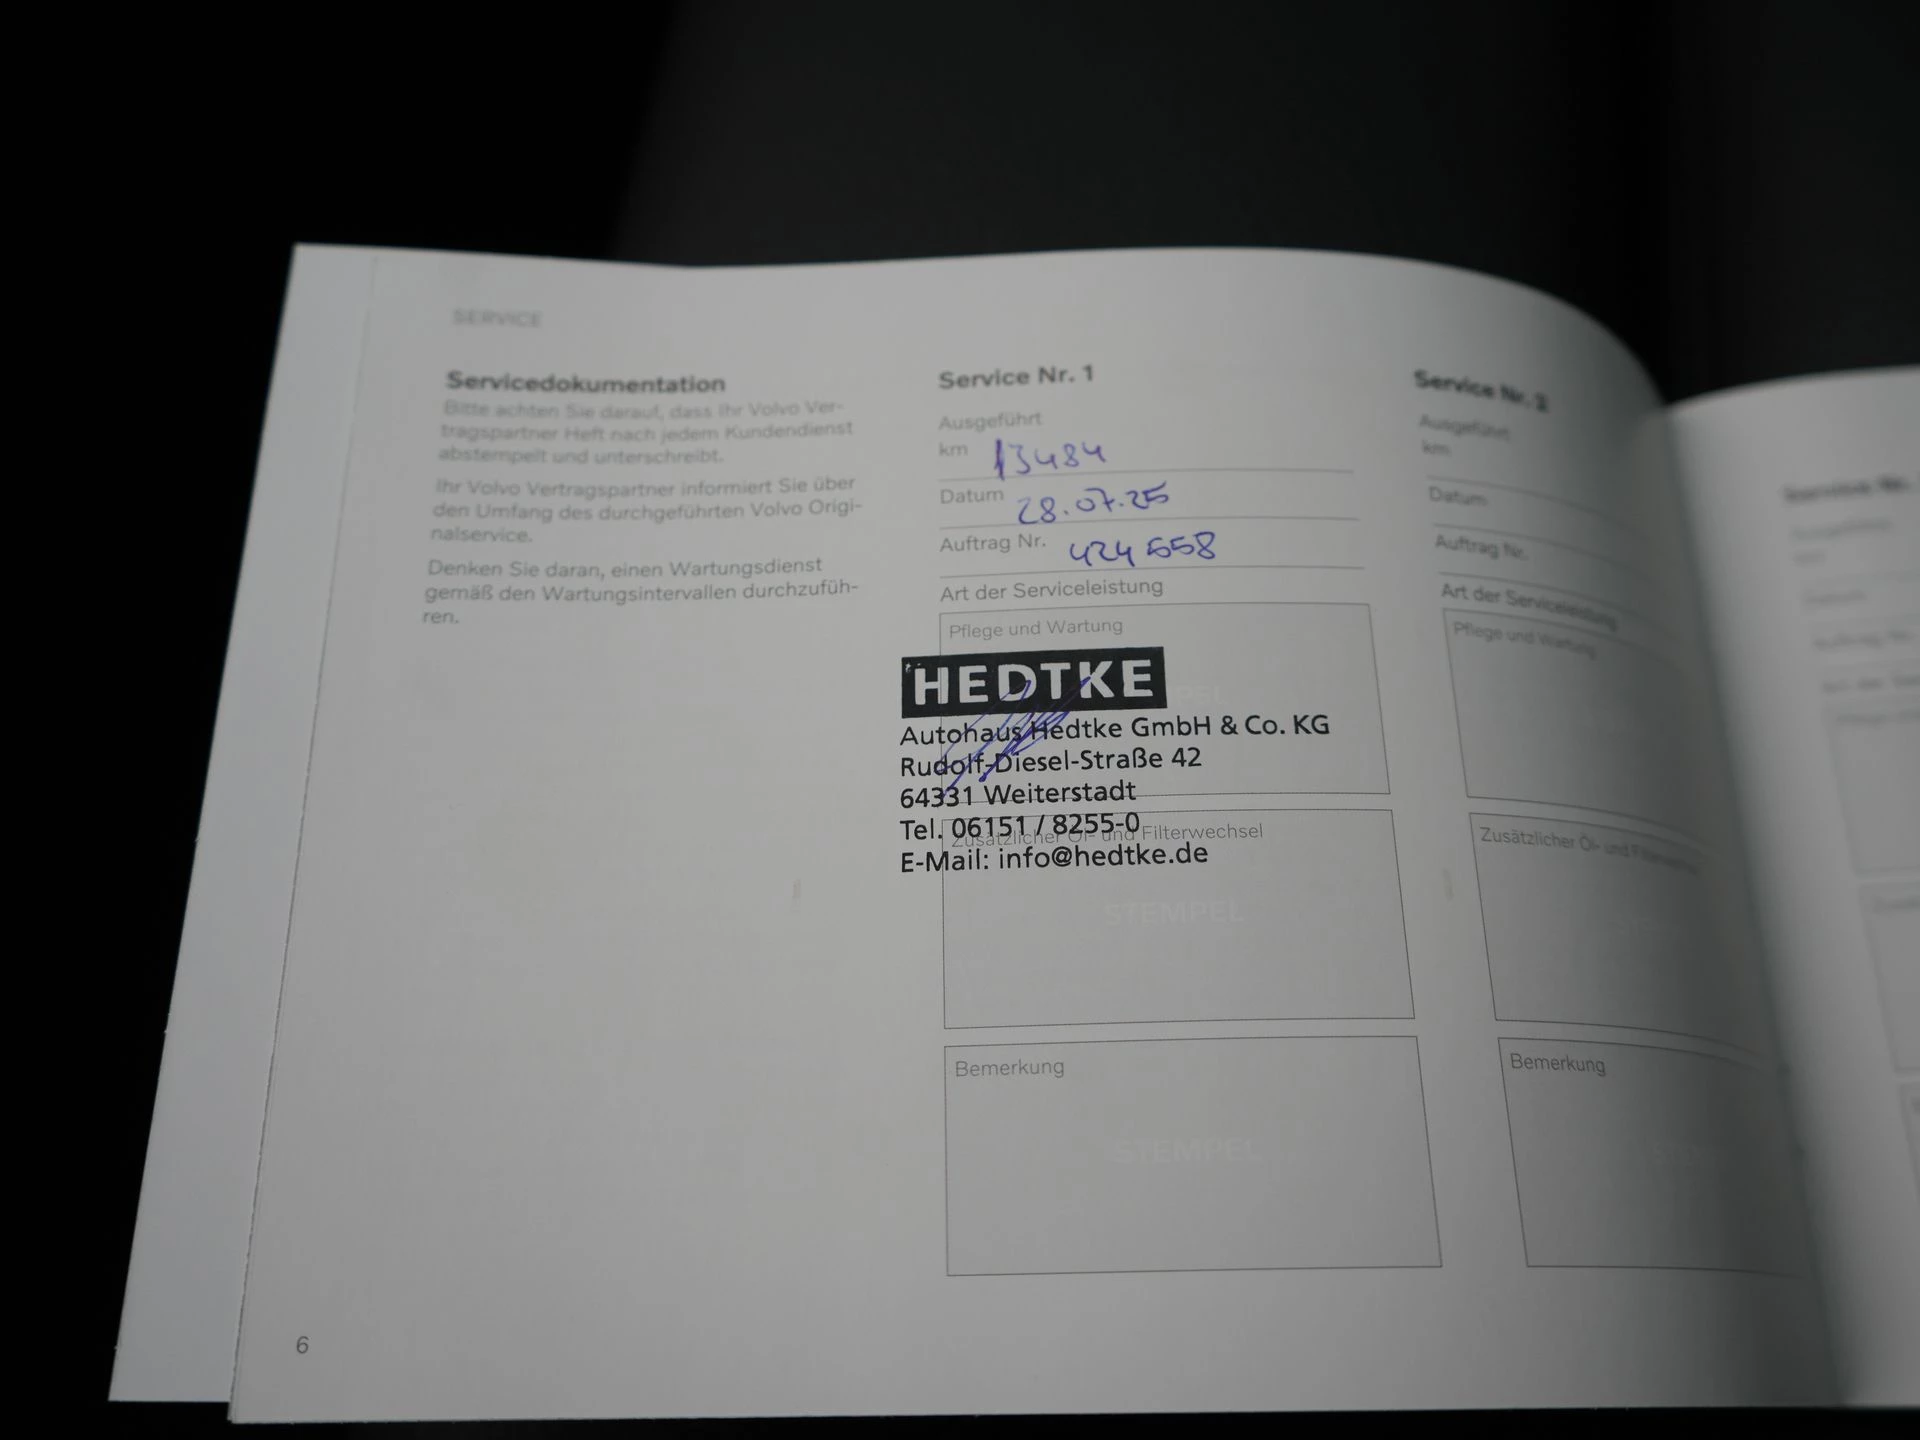 SERVICE
Servicedokumentation
Bitte achten Sie darauf, dass Ihr Volvo Ver-
tragspartner Heft nach jedem Kundendienst
abstempelt und unterschreibt.
Ihr Volvo Vertragspartner informiert Sie über
den Umfang des durchgeführten Volvo Origi-
nalservice.
Denken Sie daran, einen Wartungsdienst
gemäß den Wartungsintervallen durchzufüh-
ren.
6
Service Nr. 1
Ausgeführt
km 13484
Datum 28.07.25
Auftrag Nr. 424558
Art der Serviceleistung
Pflege und Wartung
HEDTKE
Autohaus Hedtke GmbH & Co. KG
Rudolf-Diesel-Straße 42
64331 Weiterstadt
Tel. 06151 / 8255-0
Zusätzlicher Öl- und Filterwechsel
E-Mail: info@hedtke.de
STEMPEL
Bemerkung
STEMPEL
Service Nr. 2
Ausgeführt
km
Datum
Auftrag Nr.
Art der Serviceleistung
Pflege und Wartung
Zusätzlicher Öl- und Filterwechsel
Bemerkung